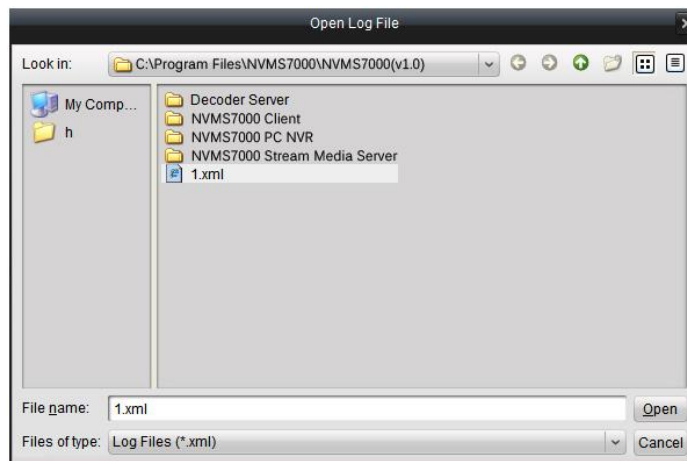 Open Log File
Look in: C:\Program Files\NVMS7000\NVMS7000(v1.0)
My Comp...
h
Decoder Server
NVMS7000 Client
NVMS7000 PC NVR
NVMS7000 Stream Media Server
1.xml
File name: 1.xml Open
Files of type: Log Files (*.xml) Cancel